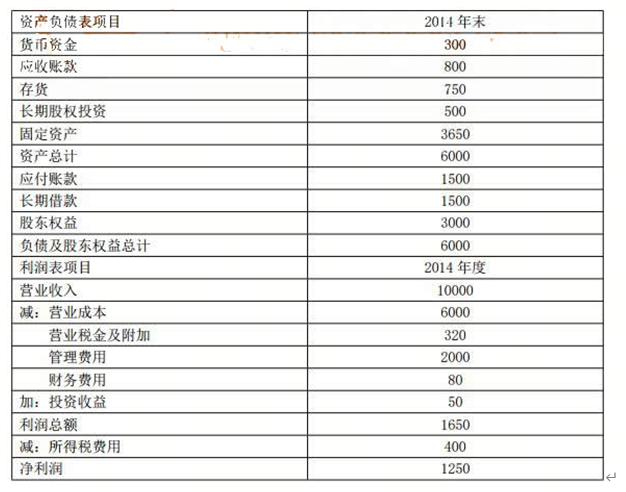 资产负债表项目 2014 年末
货币资金 300
应收账款 800
存货 750
长期股权投资 500
固定资产 3650
资产总计 6000
应付账款 1500
长期借款 1500
股东权益 3000
负债及股东权益总计 6000
利润表项目 2014 年度
营业收入 10000
减：营业成本 6000
营业税金及附加 320
管理费用 2000
财务费用 80
加：投资收益 50
利润总额 1650
减：所得税费用 400
净利润 1250